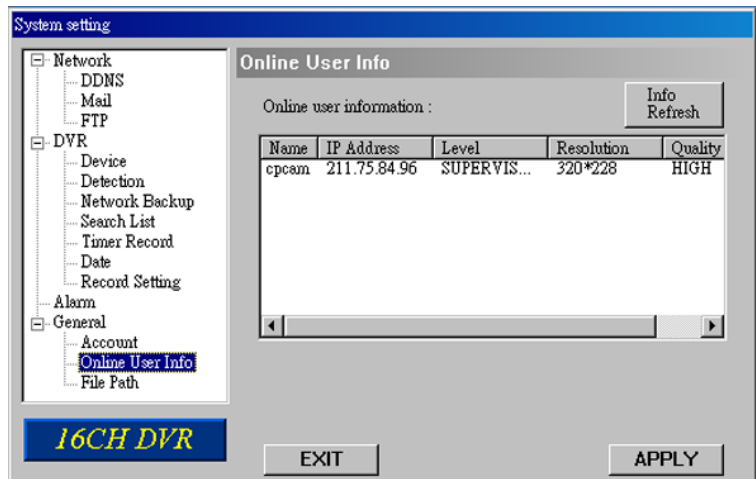 System setting
Network
DDNS
Mail
FTP
DVR
Device
Detection
Network Backup
Search List
Timer Record
Date
Record Setting
Alarm
General
Account
Online User Info
File Path
16CH DVR
Online User Info
Online user information :
Info
Refresh
Name IP Address Level Resolution Quality
cpcam 211.75.84.96 SUPERVIS... 320*228 HIGH
EXIT
APPLY